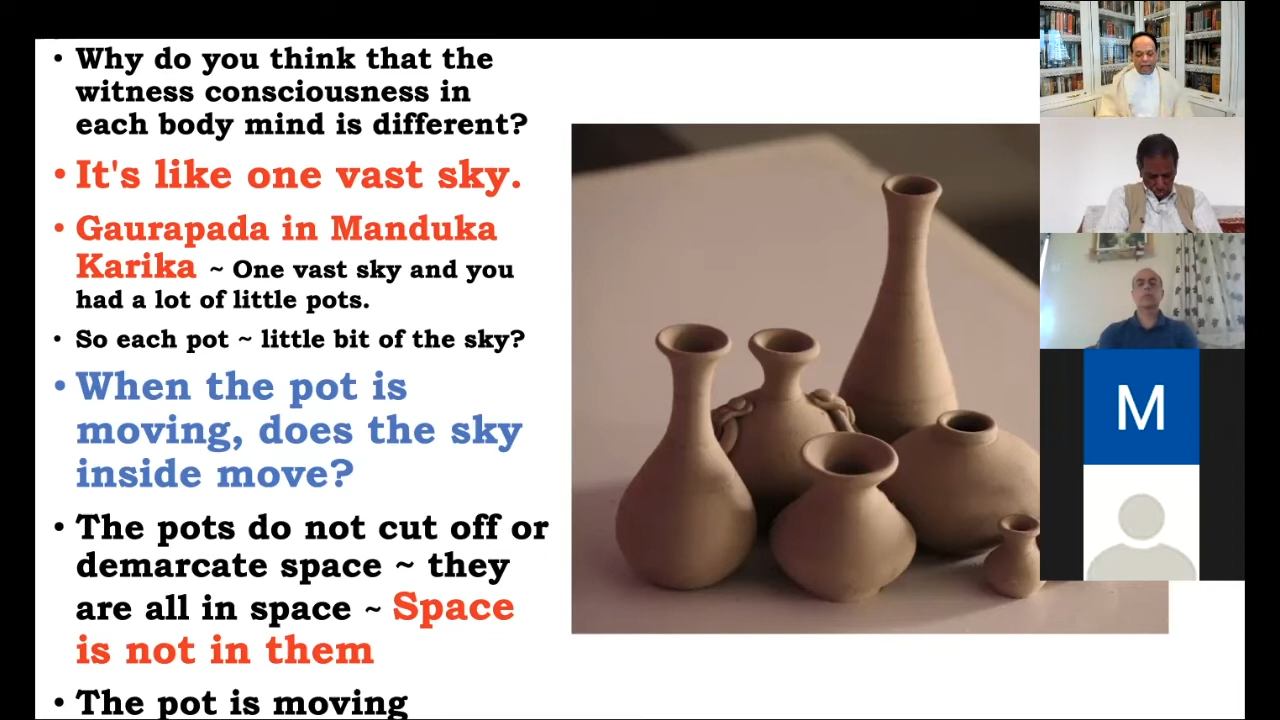 • Why do you think that the
witness consciousness in
each body mind is different?
• It's like one vast sky.
• Gaurapada in Manduka
Karika ~ One vast sky and you
had a lot of little pots.
• So each pot ~ little bit of the sky?
• When the pot is
moving, does the sky
inside move?
• The pots do not cut off or
demarcate space ~ they
are all in space ~ Space
is not in them
• The pot is moving
M